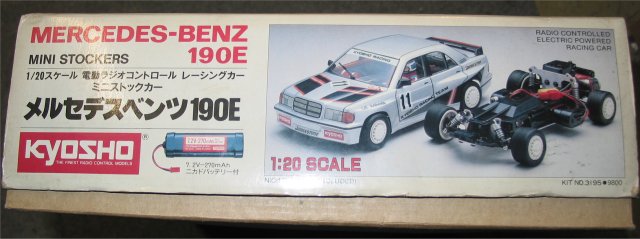 MERCEDES-BENZ
190E
MINI STOCKERS
1/20スケール 電動ラジオコントロール レーシングカー
ミニストックカー
メルセデスベンツ190E
KYOSHO®
THE FINEST RADIO CONTROL MODELS
7.2V-270mAh
ニカドバッテリー付
RADIO CONTROLLED
ELECTRIC POWERED
RACING CAR
KYOSHO RACING
11
1:20 SCALE
KIT NO.3195●9800